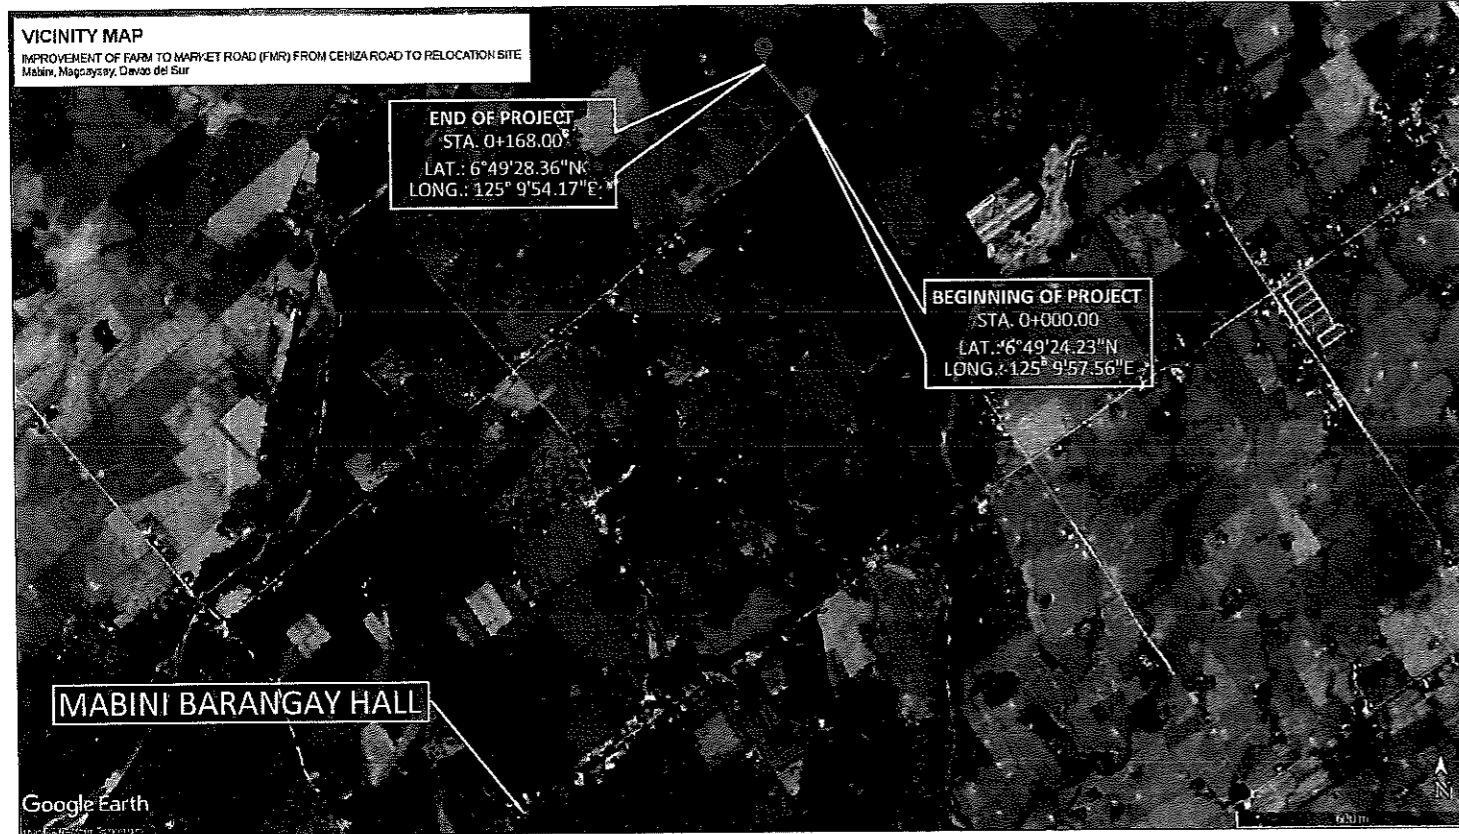 VICINITY MAP
IMPROVEMENT OF FARM TO MARKET ROAD (FMR) FROM CENIZA ROAD TO RELOCATION SITE
Mabini, Magsaysay, Davao del Sur
END OF PROJECT
STA. 0+168.00
LAT.: 6°49'28.36"N
LONG.: 125° 9'54.17"E
BEGINNING OF PROJECT
STA. 0+000.00
LAT.: 6°49'24.23"N
LONG.: 125° 9'57.56"E
MABINI BARANGAY HALL
Google Earth
N
600 m